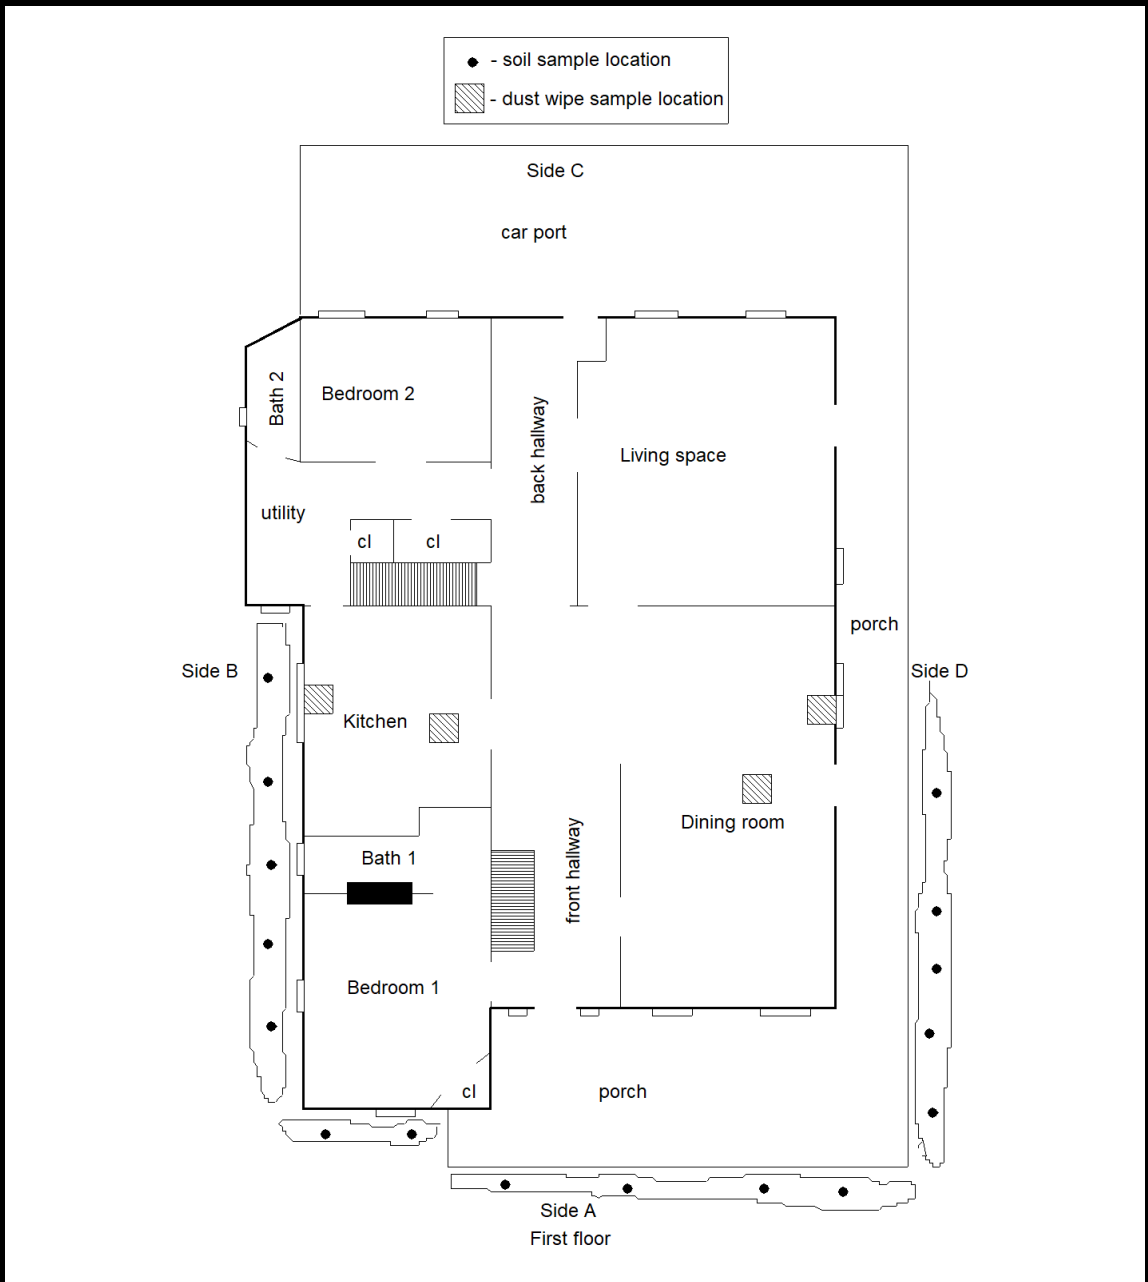 - soil sample location
- dust wipe sample location
Side C
car port
Bath 2
Bedroom 2
back hallway
Living space
utility
cl
cl
porch
Side B
Side D
Kitchen
Dining room
front hallway
Bath 1
Bedroom 1
cl
porch
Side A
First floor